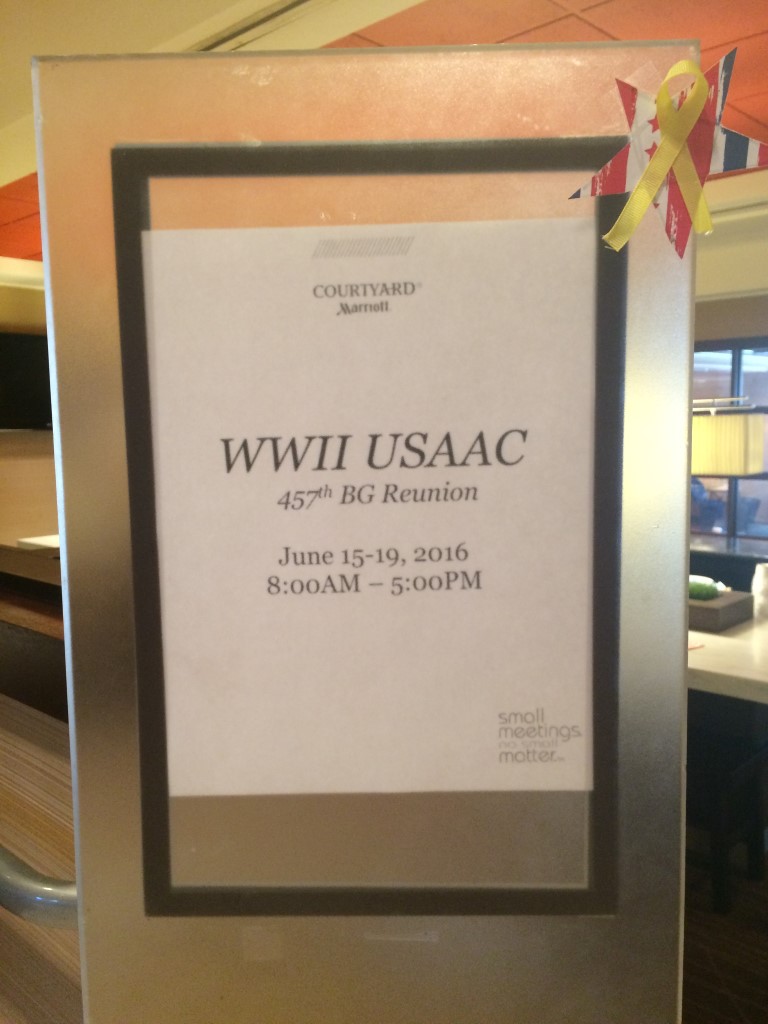 COURTYARD®
Marriott
WWII USAAC
457th BG Reunion
June 15-19, 2016
8:00AM – 5:00PM
small
meetings.
no small
matter.